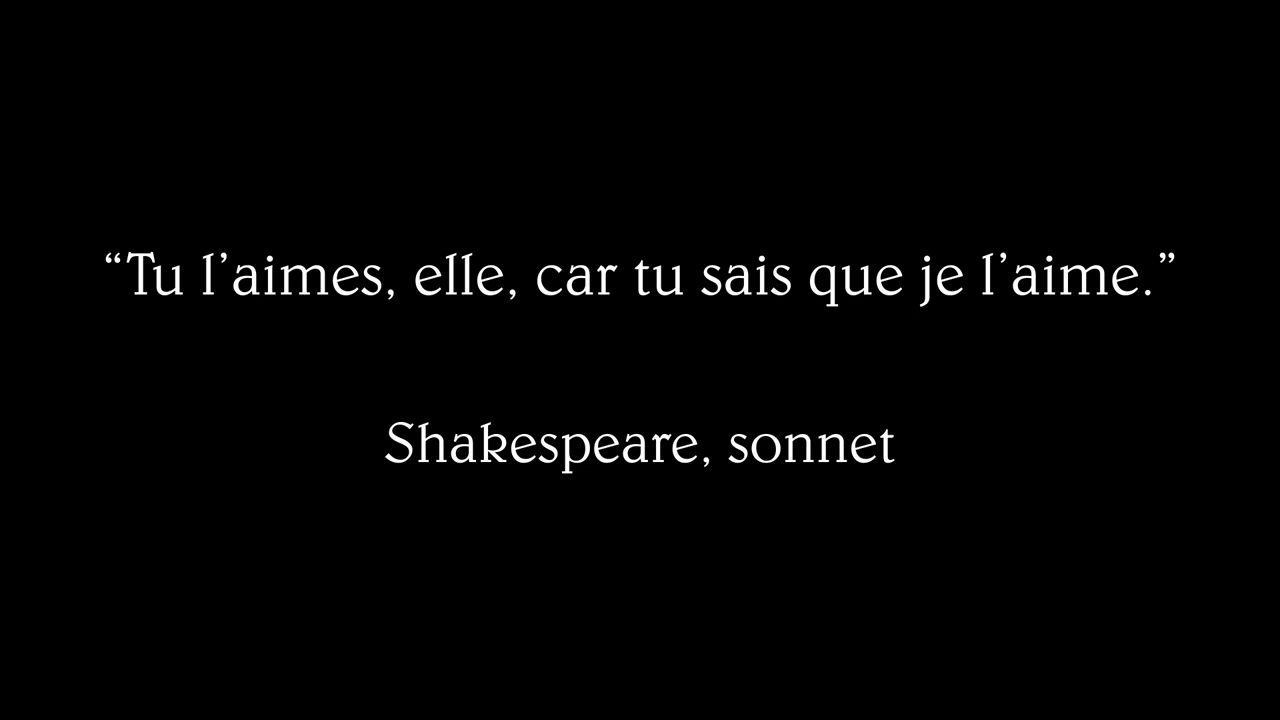 “Tu l’aimes, elle, car tu sais que je l’aime.”
Shakespeare, sonnet